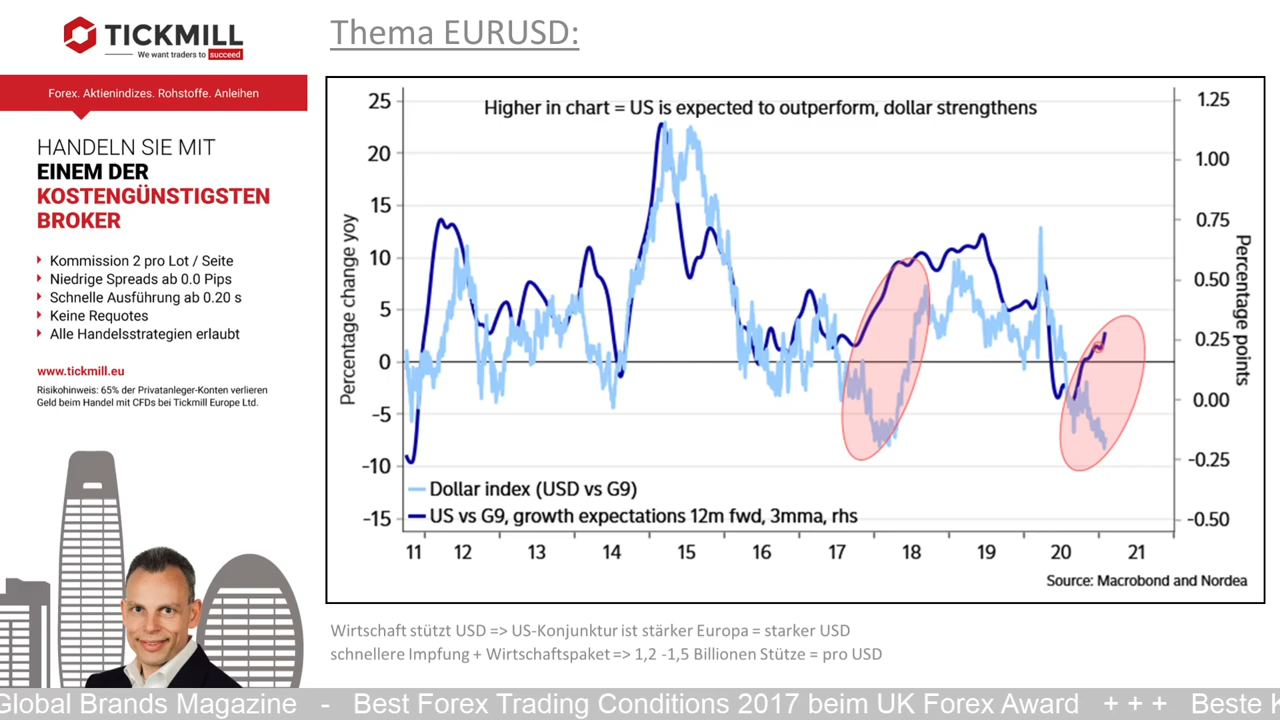 TICKMILL
We want traders to succeed
Forex. Aktienindizes. Rohstoffe. Anleihen
HANDELN SIE MIT
EINEM DER
KOSTENGÜNSTIGSTEN
BROKER
Kommission 2 pro Lot / Seite
Niedrige Spreads ab 0.0 Pips
Schnelle Ausführung ab 0.20 s
Keine Requotes
Alle Handelsstrategien erlaubt
www.tickmill.eu
Risikohinweis: 65% der Privatanleger-Konten verlieren
Geld beim Handel mit CFDs bei Tickmill Europe Ltd.
Thema EURUSD:
Higher in chart = US is expected to outperform, dollar strengthens
Percentage change yoy
25
20
15
10
5
0
-5
-10
-15
1.25
1.00
0.75
0.50
0.25
0.00
-0.25
-0.50
Percentage points
Dollar index (USD vs G9)
US vs G9, growth expectations 12m fwd, 3mma, rhs
11 12 13 14 15 16 17 18 19 20 21
Source: Macrobond and Nordea
Wirtschaft stützt USD => US-Konjunktur ist stärker Europa = starker USD
schnellere Impfung + Wirtschaftspaket => 1,2 -1,5 Billionen Stütze = pro USD
Global Brands Magazine - Best Forex Trading Conditions 2017 beim UK Forex Award +++ Beste